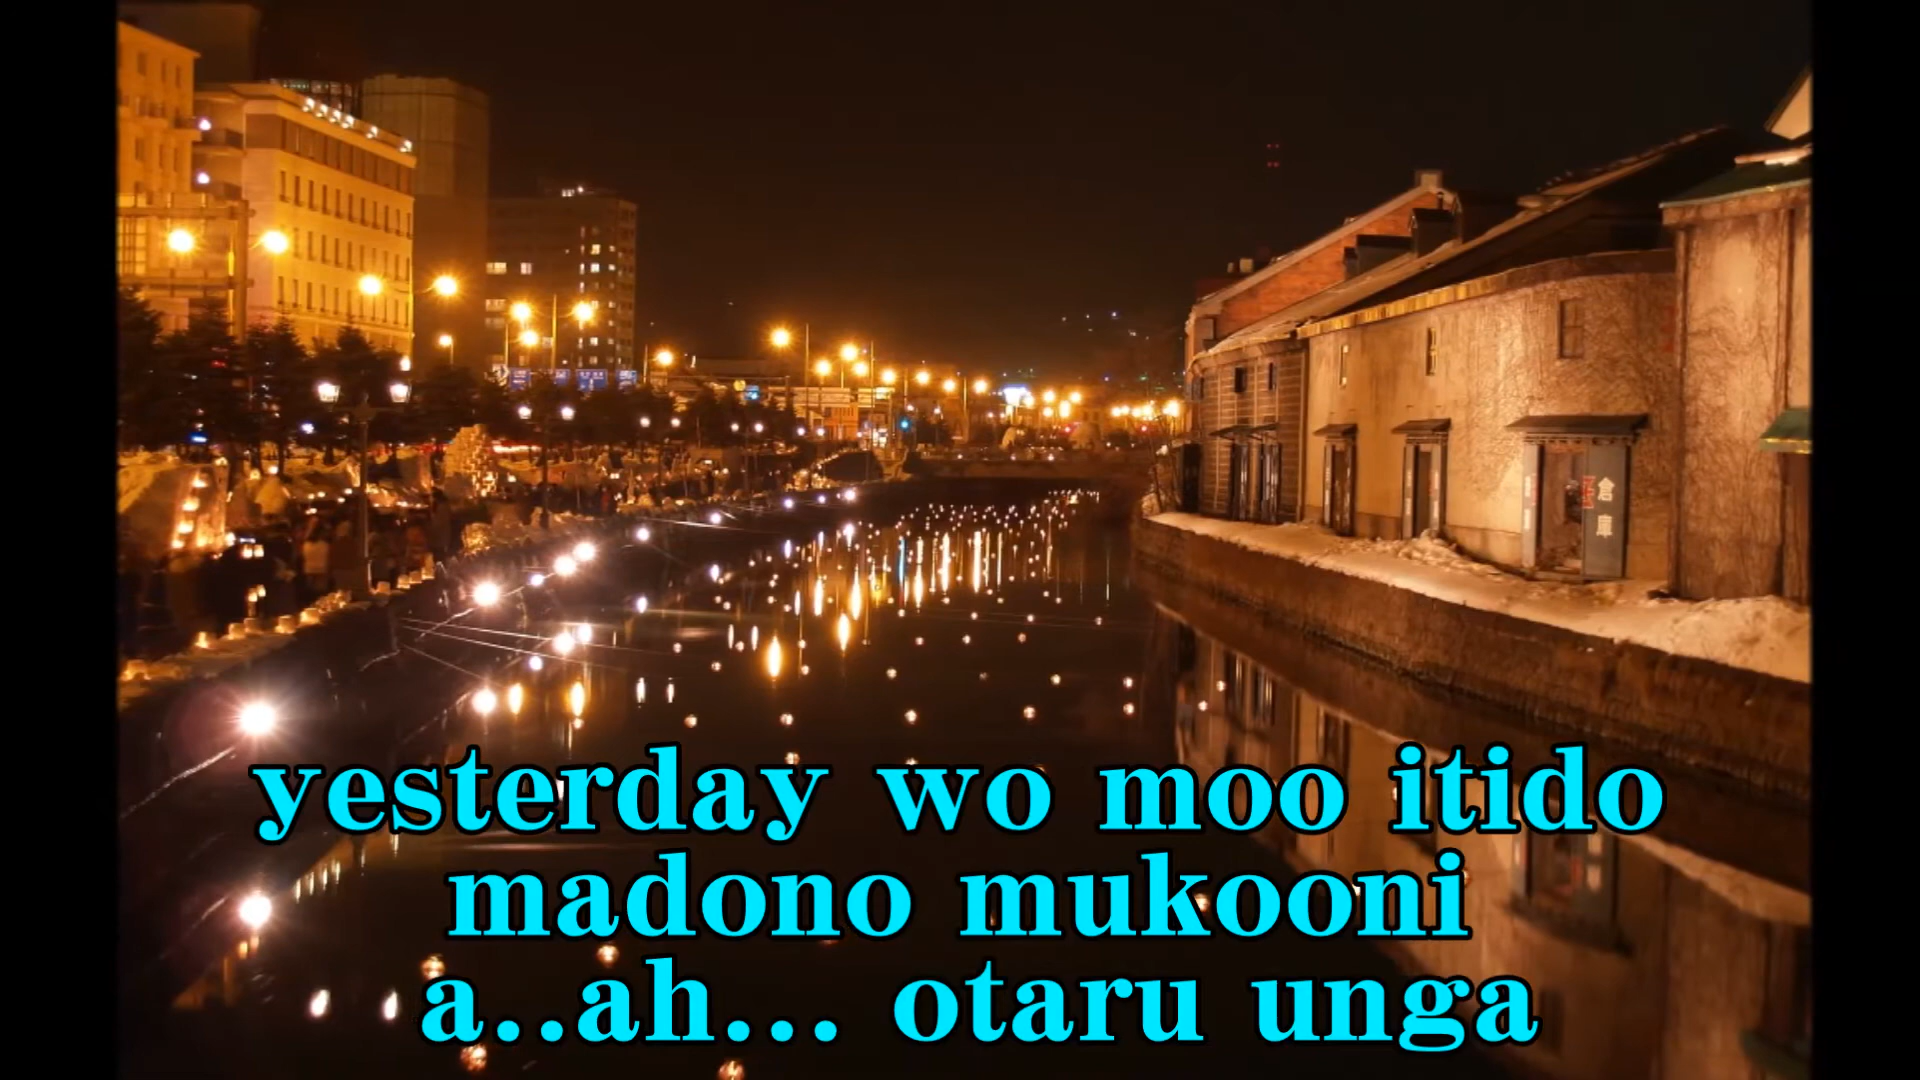 倉庫
yesterday wo moo itido
madono mukooni
a..ah... otaru unga